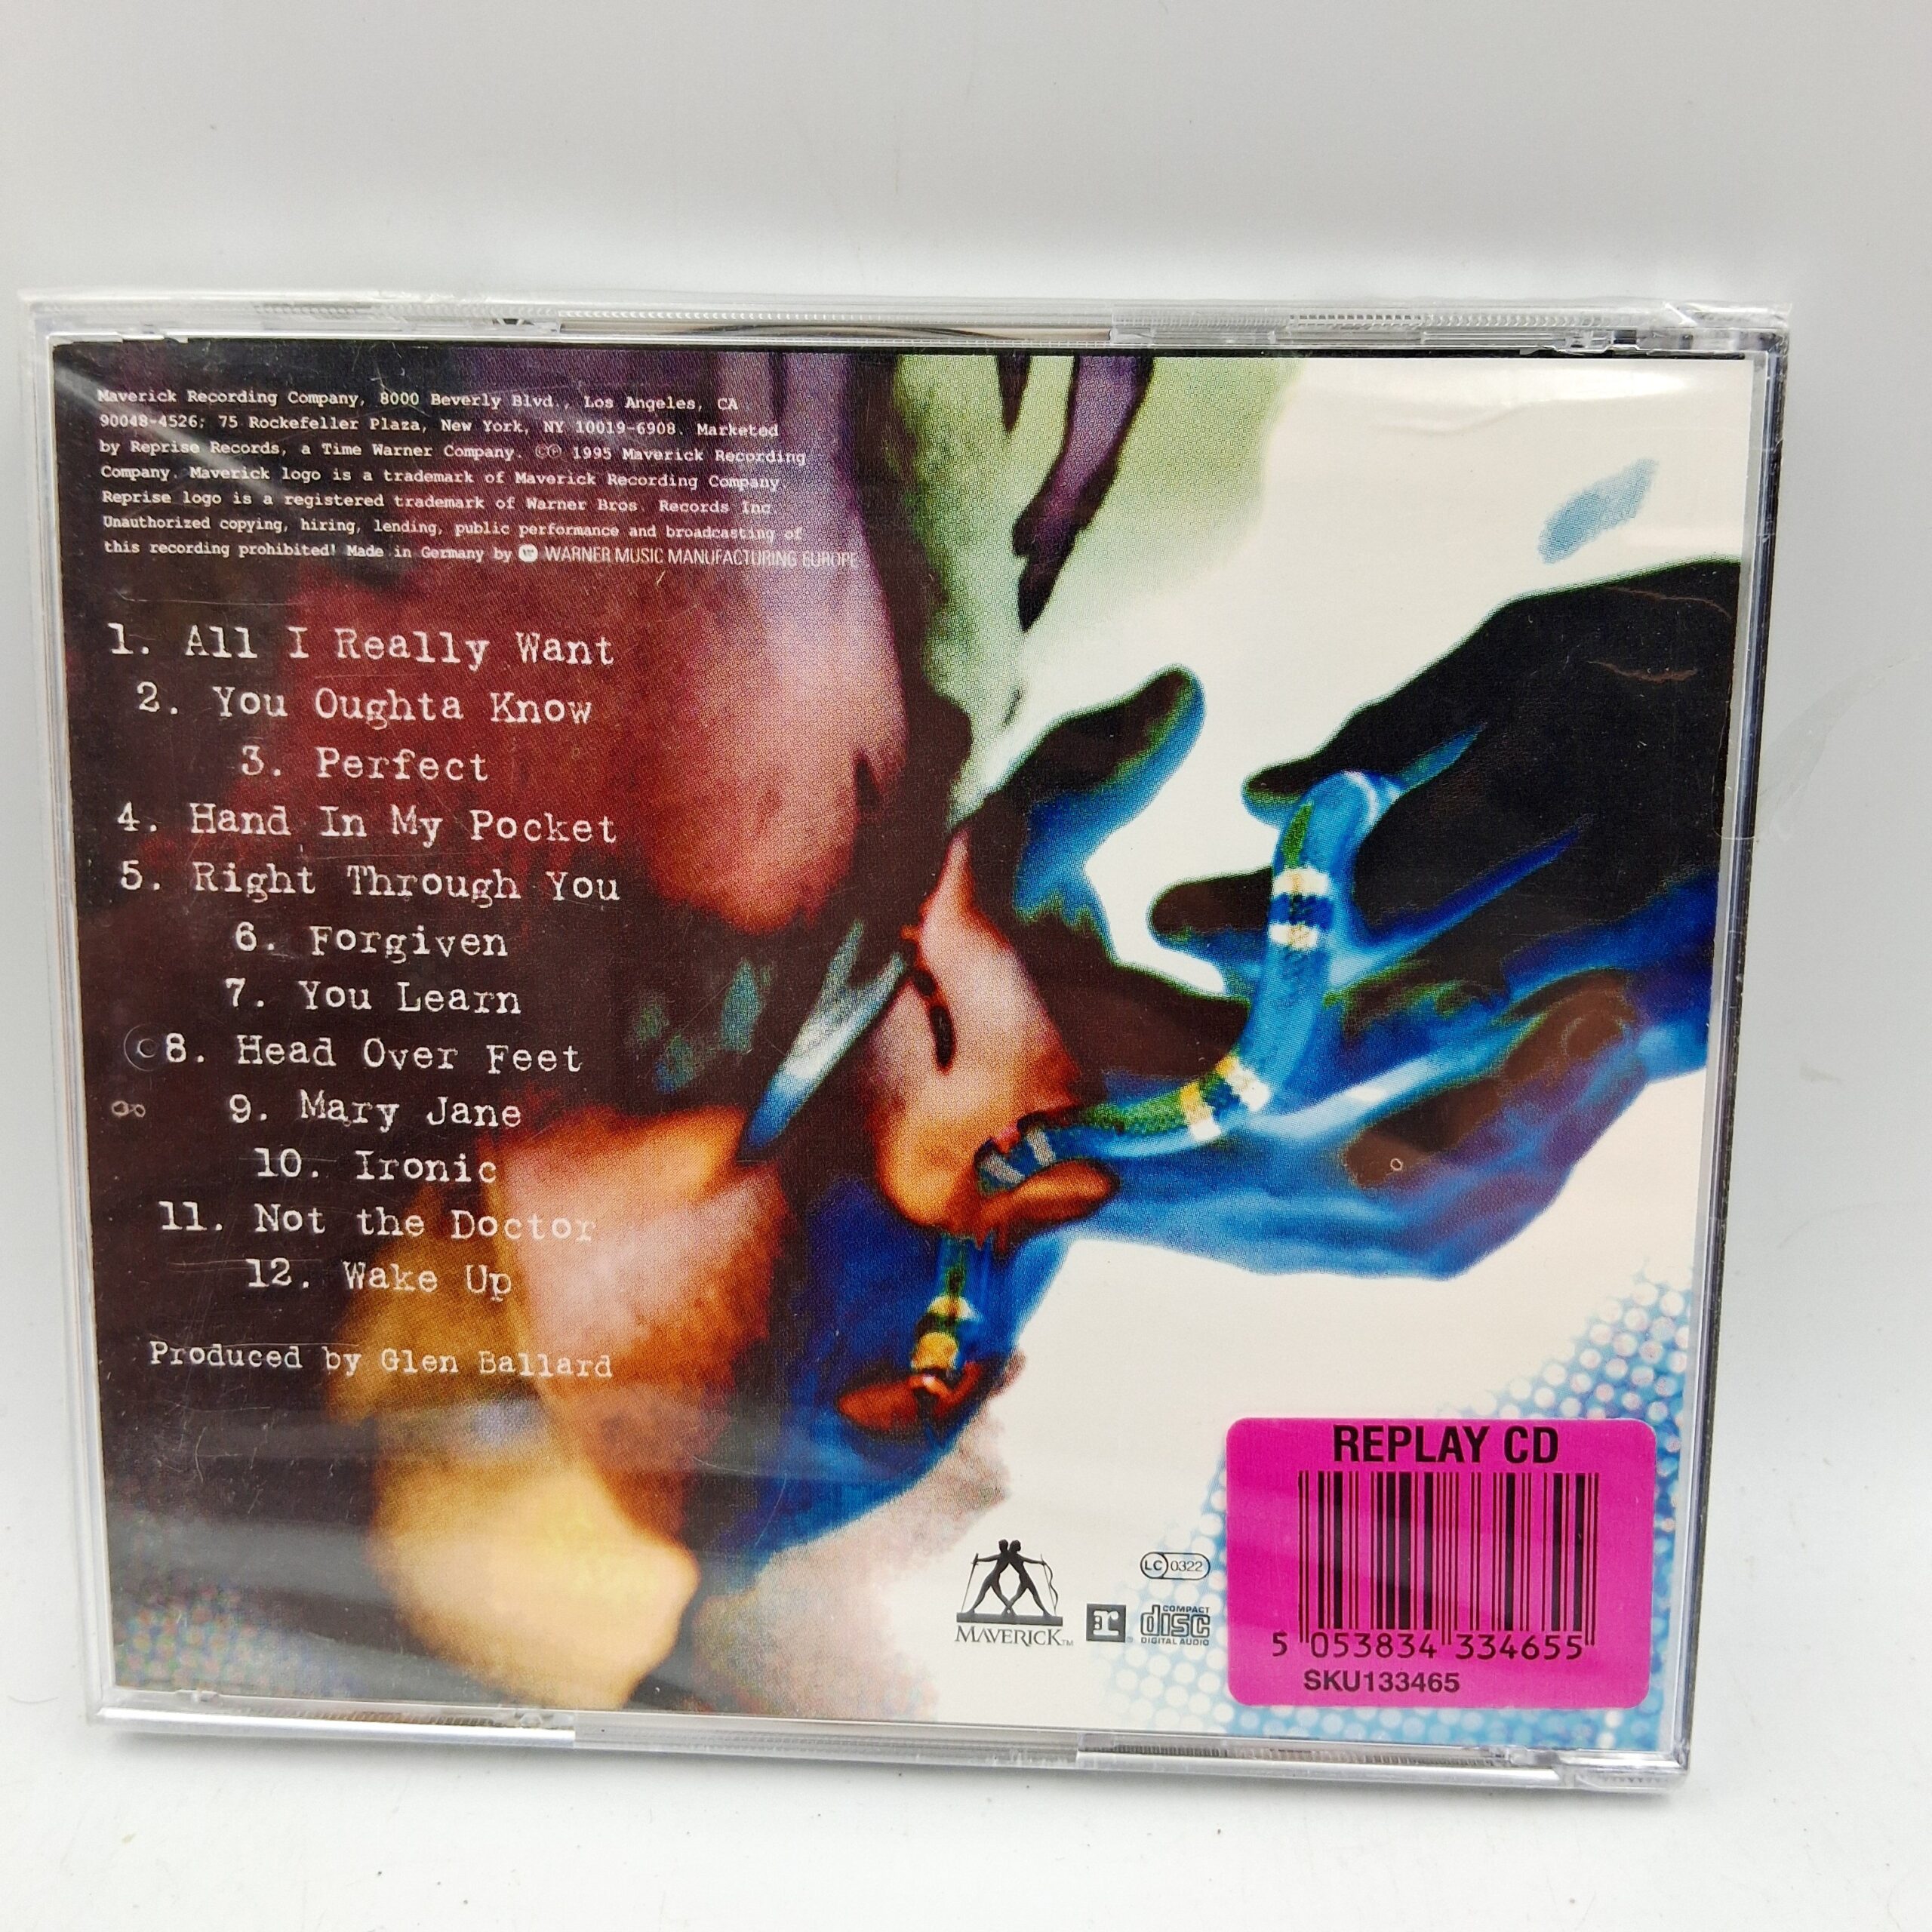 Maverick Recording Company, 8000 Beverly Blvd., Los Angeles, CA
90048-4526; 75 Rockefeller Plaza, New York, NY 10019-6908. Marketed
by Reprise Records, a Time Warner Company. ©℗ 1995 Maverick Recording
Company. Maverick logo is a trademark of Maverick Recording Company
Reprise logo is a registered trademark of Warner Bros. Records Inc.
Unauthorized copying, hiring, lending, public performance and broadcasting of
this recording prohibited! Made in Germany by WARNER MUSIC MANUFACTURING EUROPE
1. All I Really Want
2. You Oughta Know
3. Perfect
4. Hand In My Pocket
5. Right Through You
6. Forgiven
7. You Learn
8. Head Over Feet
9. Mary Jane
10. Ironic
11. Not the Doctor
12. Wake Up
Produced by Glen Ballard
MAVERICK™
r
LC 0322
COMPACT
disc
DIGITAL AUDIO
REPLAY CD
5 053834 334655
SKU133465